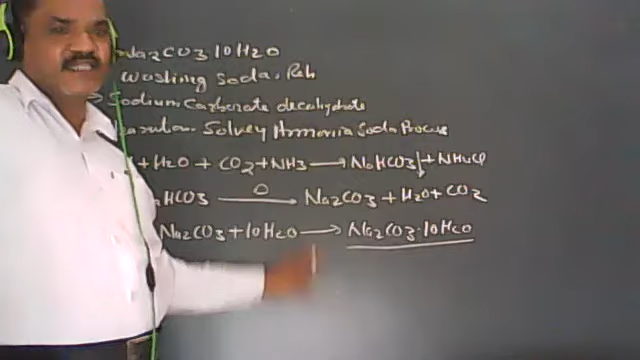 Na2CO3 10H2O
Washing Soda, Reh
→ Sodium Carbonate decahydrate
Solvey Ammonia Soda Process
+ H2O + CO2 + NH3 → NaHCO3↓ + NH4Cl
HCO3 → Na2CO3 + H2O + CO2
Na2CO3 + 10H2O → Na2CO3·10H2O